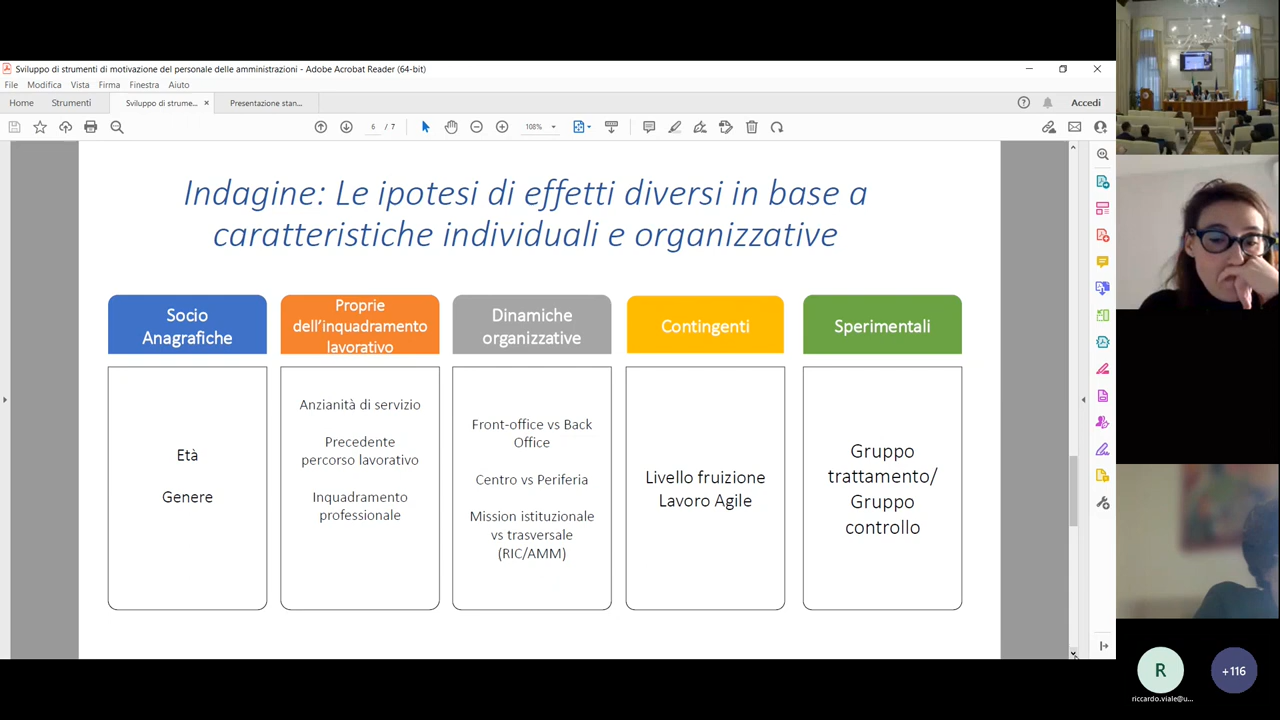 Sviluppo di strumenti di motivazione del personale delle amministrazioni - Adobe Acrobat Reader (64-bit)
File Modifica Vista Firma Finestra Aiuto
Home Strumenti Sviluppo di strume... × Presentazione stan... Accedi
6 / 7 108%
Indagine: Le ipotesi di effetti diversi in base a
caratteristiche individuali e organizzative
Socio
Anagrafiche
Età
Genere
Proprie
dell'inquadramento
lavorativo
Anzianità di servizio
Precedente
percorso lavorativo
Inquadramento
professionale
Dinamiche
organizzative
Front-office vs Back
Office
Centro vs Periferia
Mission istituzionale
vs trasversale
(RIC/AMM)
Contingenti
Livello fruizione
Lavoro Agile
Sperimentali
Gruppo
trattamento/
Gruppo
controllo
R
riccardo.viale@u...
+116